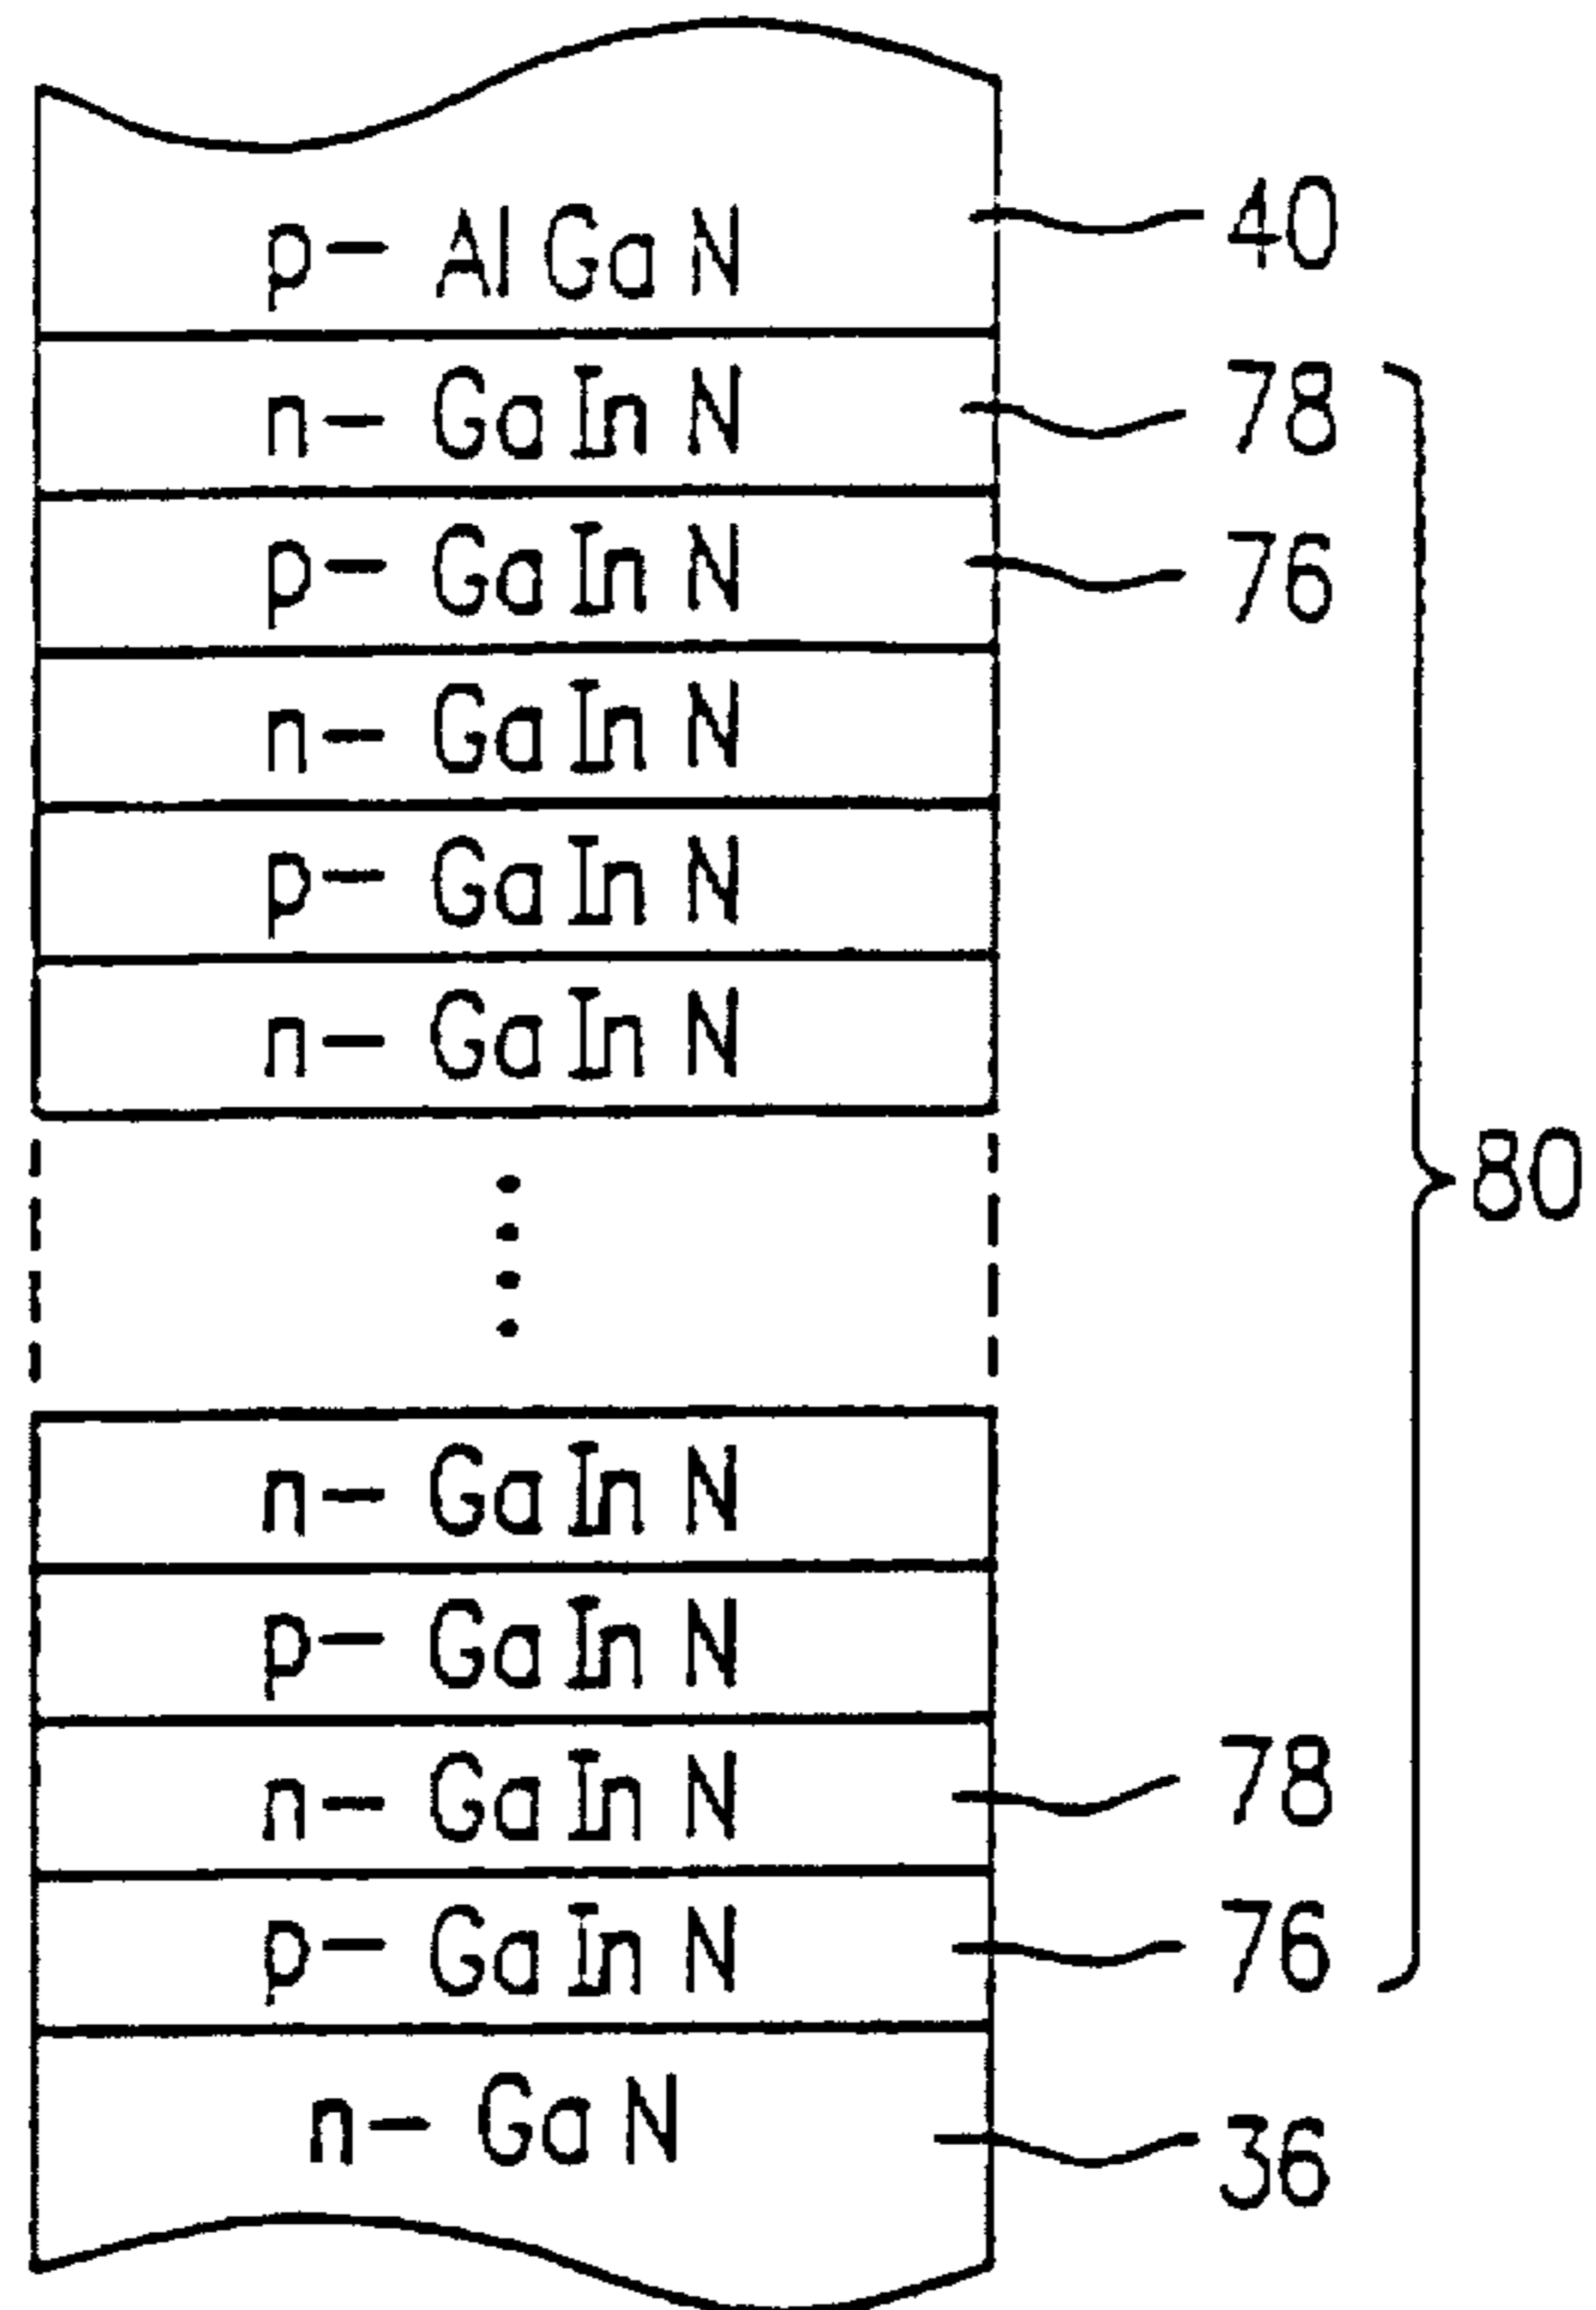 p- AlGaN 40
n- GaInN 78
p- GaInN 76
n- GaInN
p- GaInN
n- GaInN
80
n- GaInN
p- GaInN
n- GaInN 78
p- GaInN 76
n- GaN 36